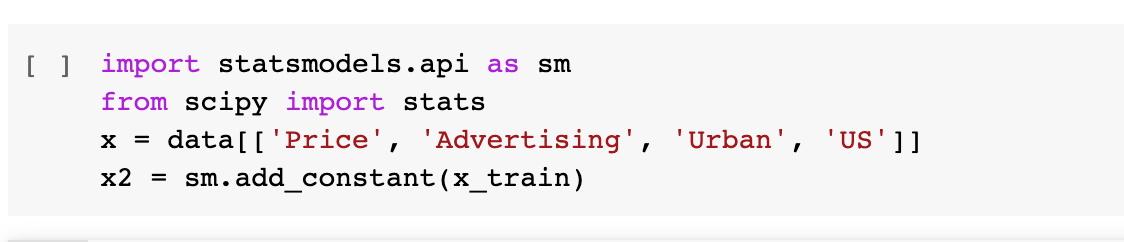 [ ] import statsmodels.api as sm
from scipy import stats
x = data[['Price', 'Advertising', 'Urban', 'US']]
x2 = sm.add_constant(x_train)